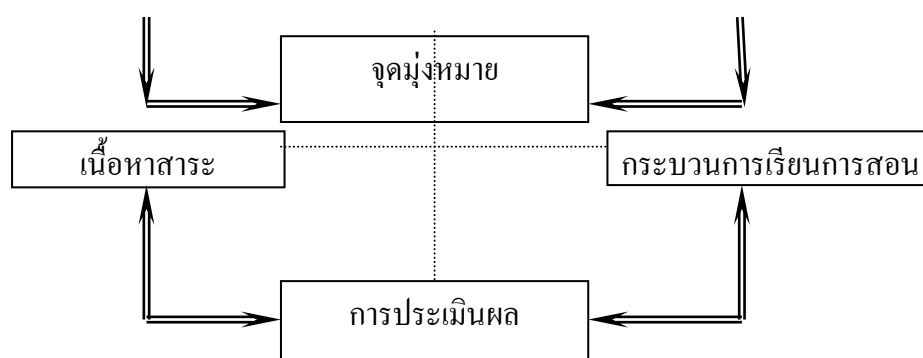 จุดมุ่งหมาย
เนื้อหาสาระ
กระบวนการเรียนการสอน
การประเมินผล